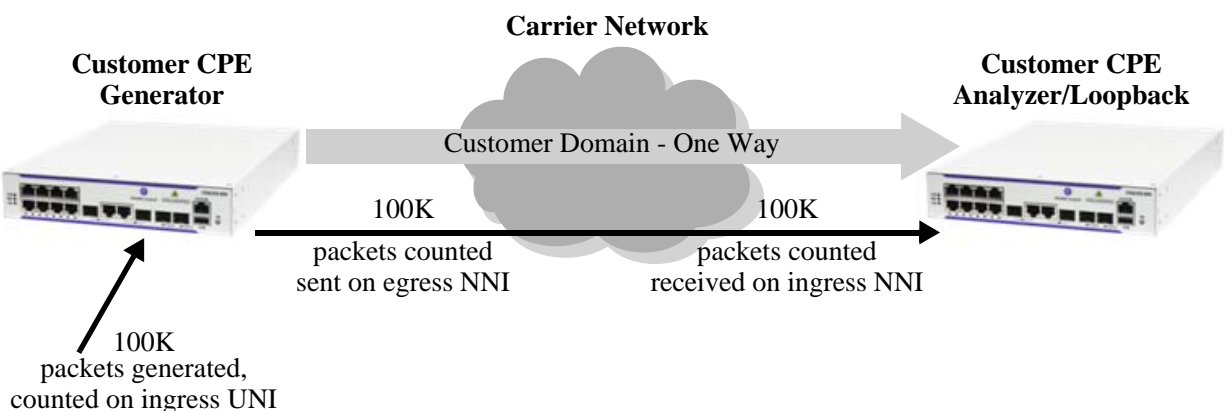 Carrier Network
Customer CPE
Generator
Customer CPE
Analyzer/Loopback
Customer Domain - One Way
100K
packets counted
sent on egress NNI
100K
packets counted
received on ingress NNI
100K
packets generated,
counted on ingress UNI